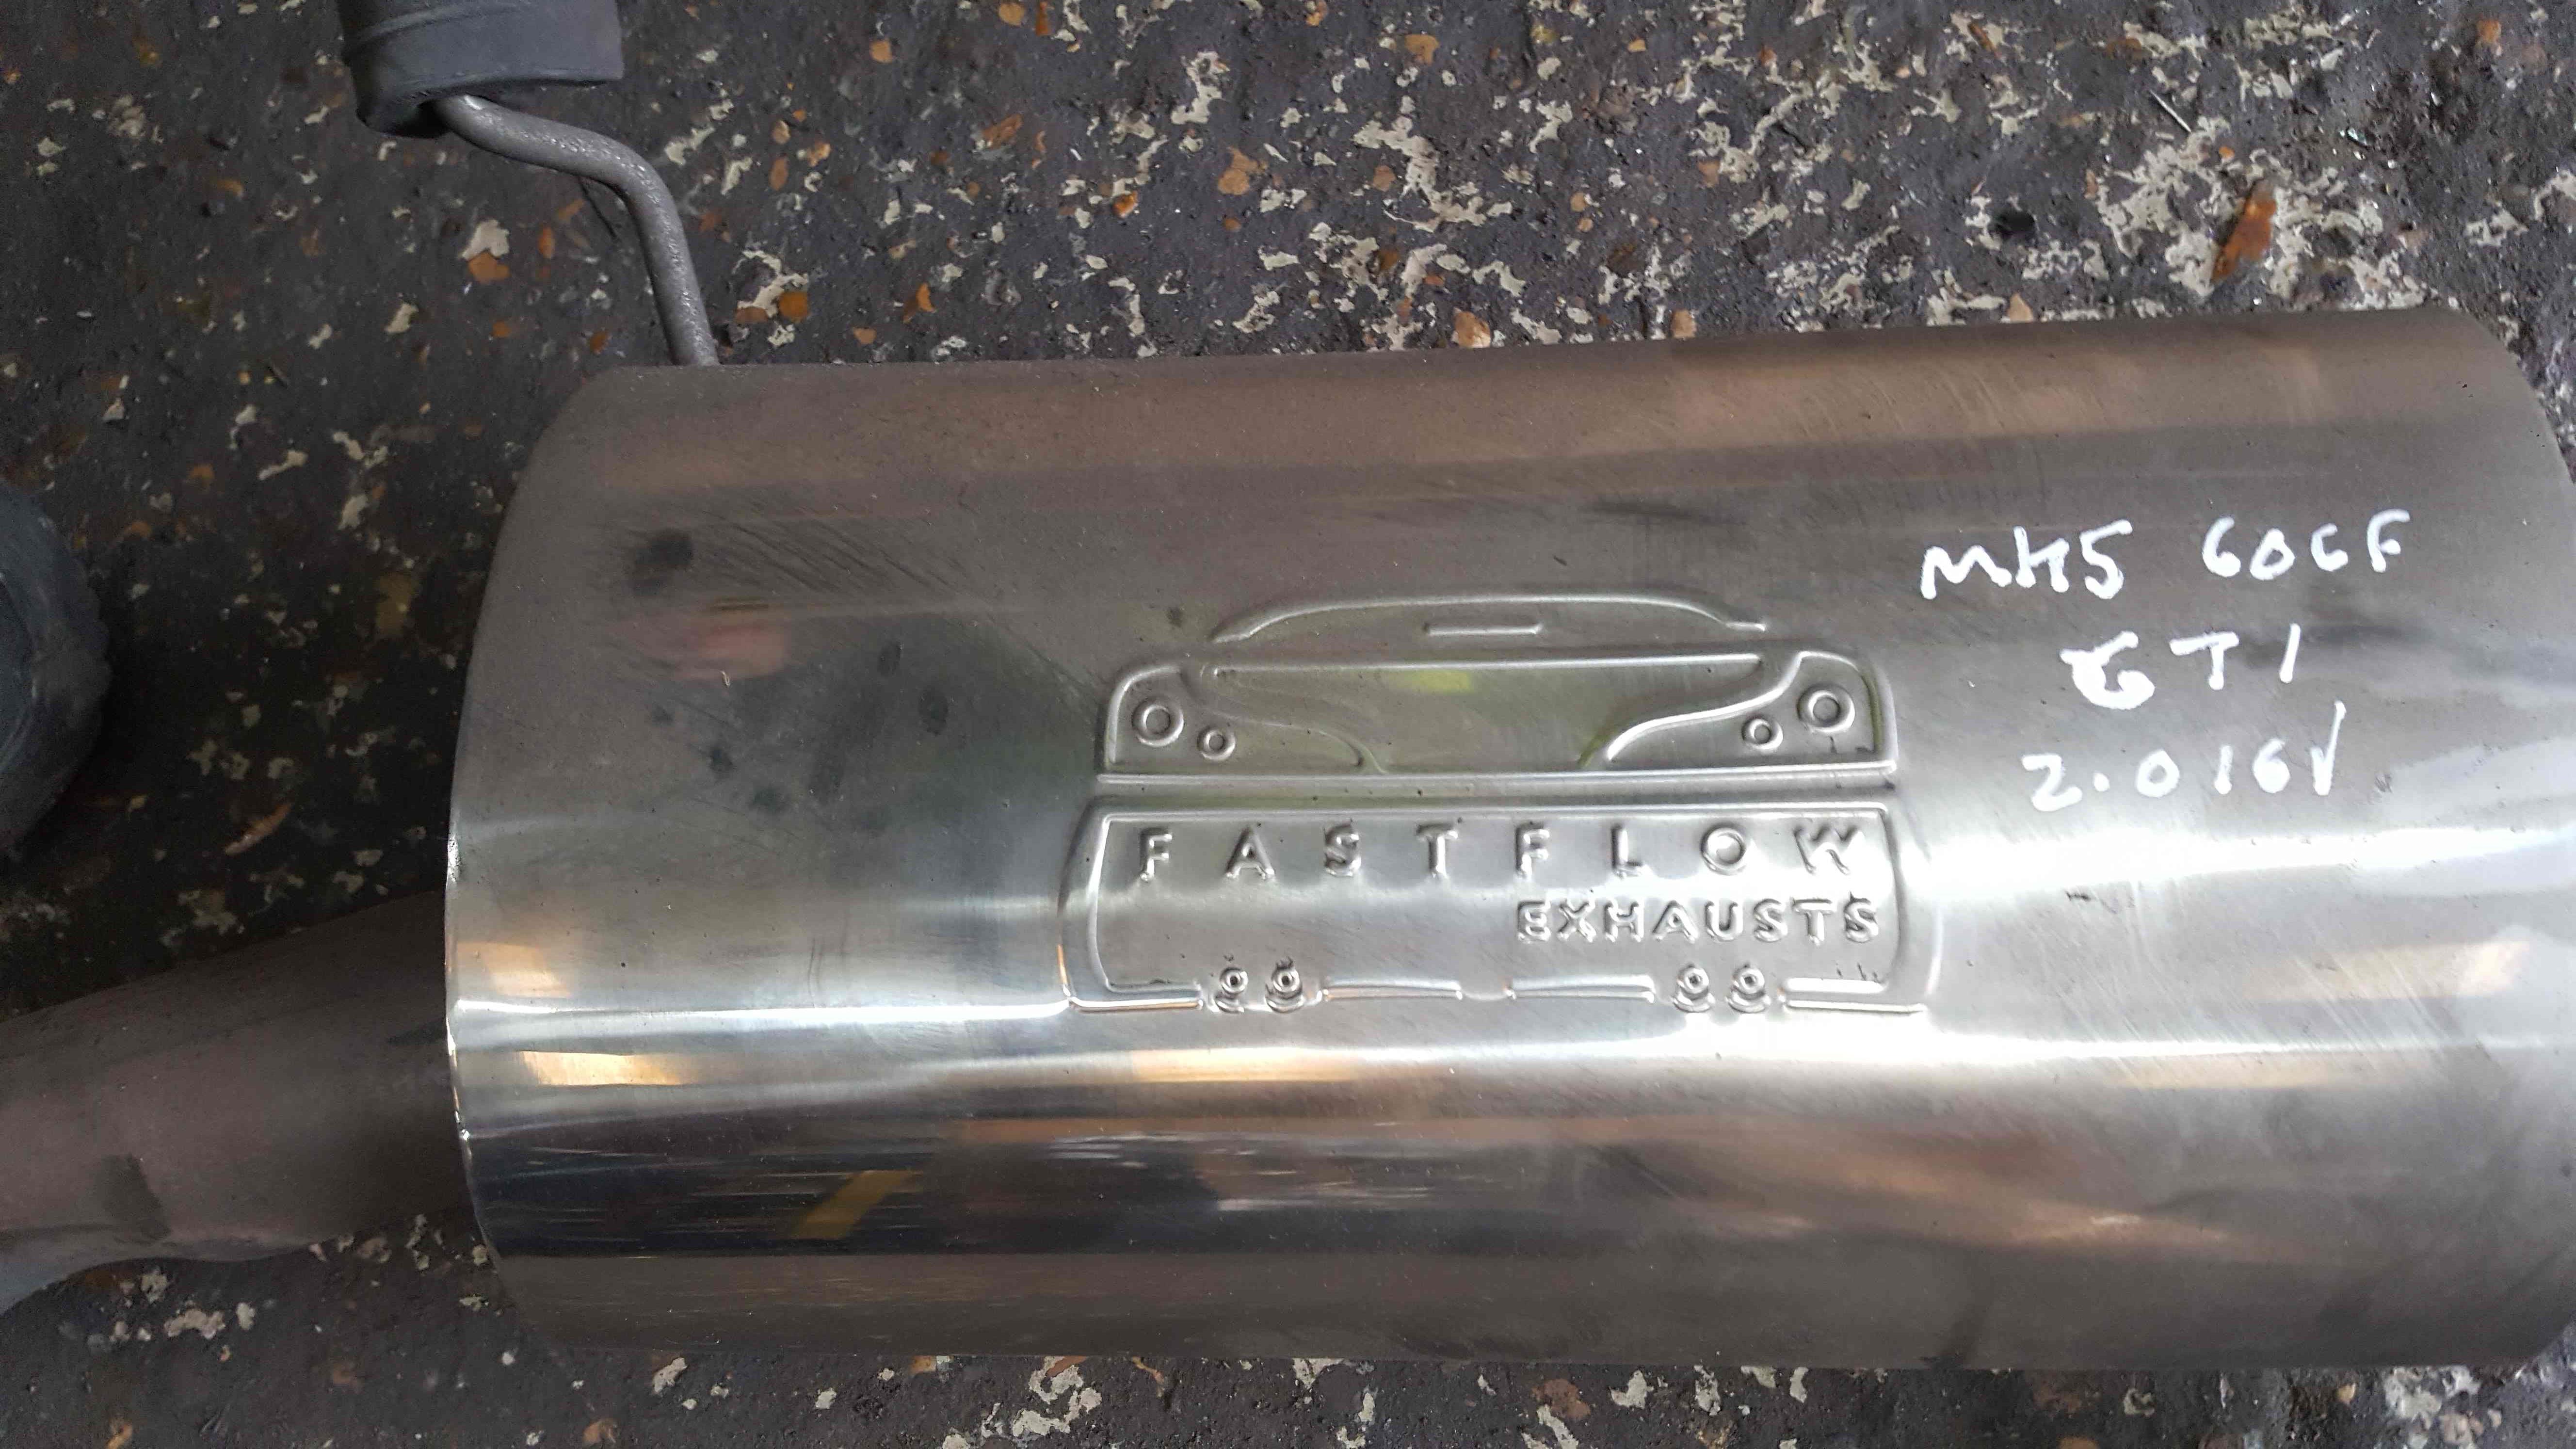 MK5 GOLF
GTI
2.0 16V
FASTFLOW
EXHAUSTS